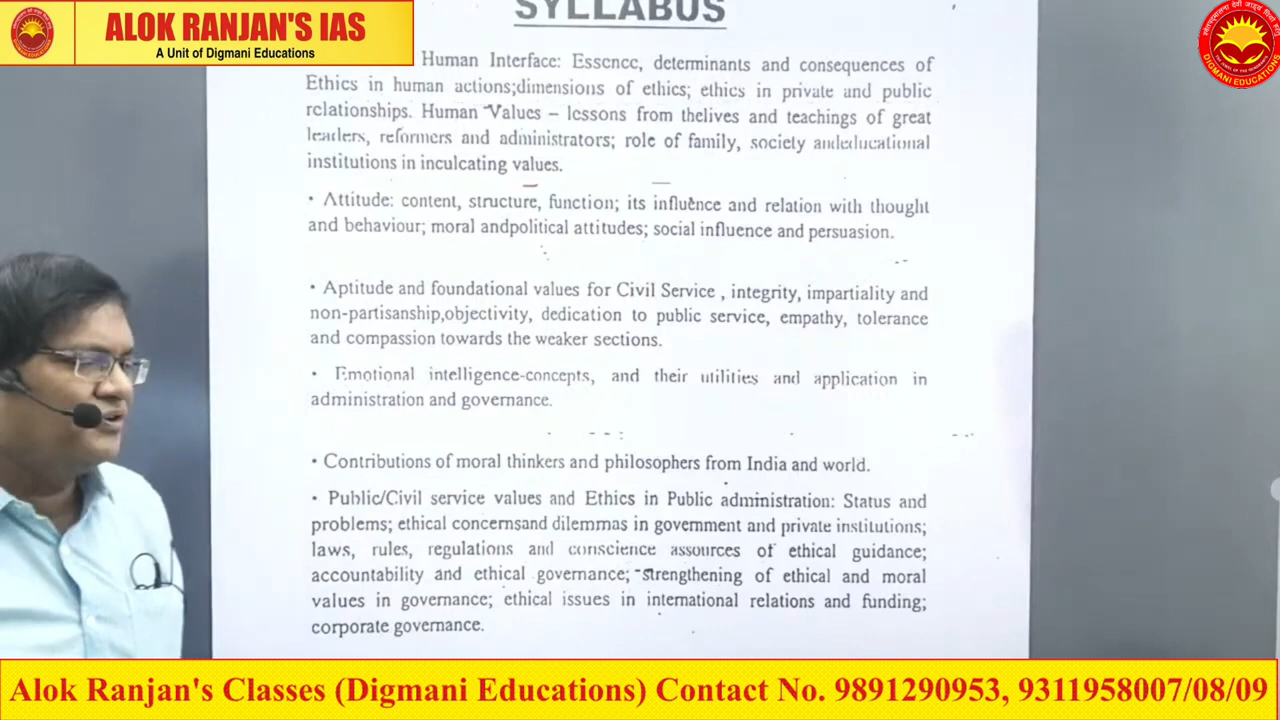 ALOK RANJAN'S IAS
A Unit of Digmani Educations
DIGMANI EDUCATIONS
SYLLABUS
Human Interface: Essence, determinants and consequences of
Ethics in human actions;dimensions of ethics; ethics in private and public
relationships. Human Values – lessons from thelives and teachings of great
leaders, reformers and administrators; role of family, society andeducational
institutions in inculcating values.
• Attitude: content, structure, function; its influence and relation with thought
and behaviour; moral andpolitical attitudes; social influence and persuasion.
• Aptitude and foundational values for Civil Service , integrity, impartiality and
non-partisanship,objectivity, dedication to public service, empathy, tolerance
and compassion towards the weaker sections.
• Emotional intelligence-concepts, and their utilities and application in
administration and governance.
• Contributions of moral thinkers and philosophers from India and world.
• Public/Civil service values and Ethics in Public administration: Status and
problems; ethical concernsand dilemmas in government and private institutions;
laws, rules, regulations and conscience assources of ethical guidance;
accountability and ethical governance; strengthening of ethical and moral
values in governance; ethical issues in international relations and funding;
corporate governance.
Alok Ranjan's Classes (Digmani Educations) Contact No. 9891290953, 9311958007/08/09